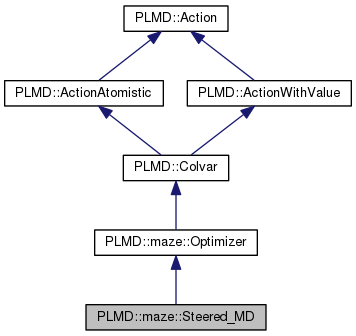 PLMD::Action
PLMD::ActionAtomistic
PLMD::ActionWithValue
PLMD::Colvar
PLMD::maze::Optimizer
PLMD::maze::Steered_MD